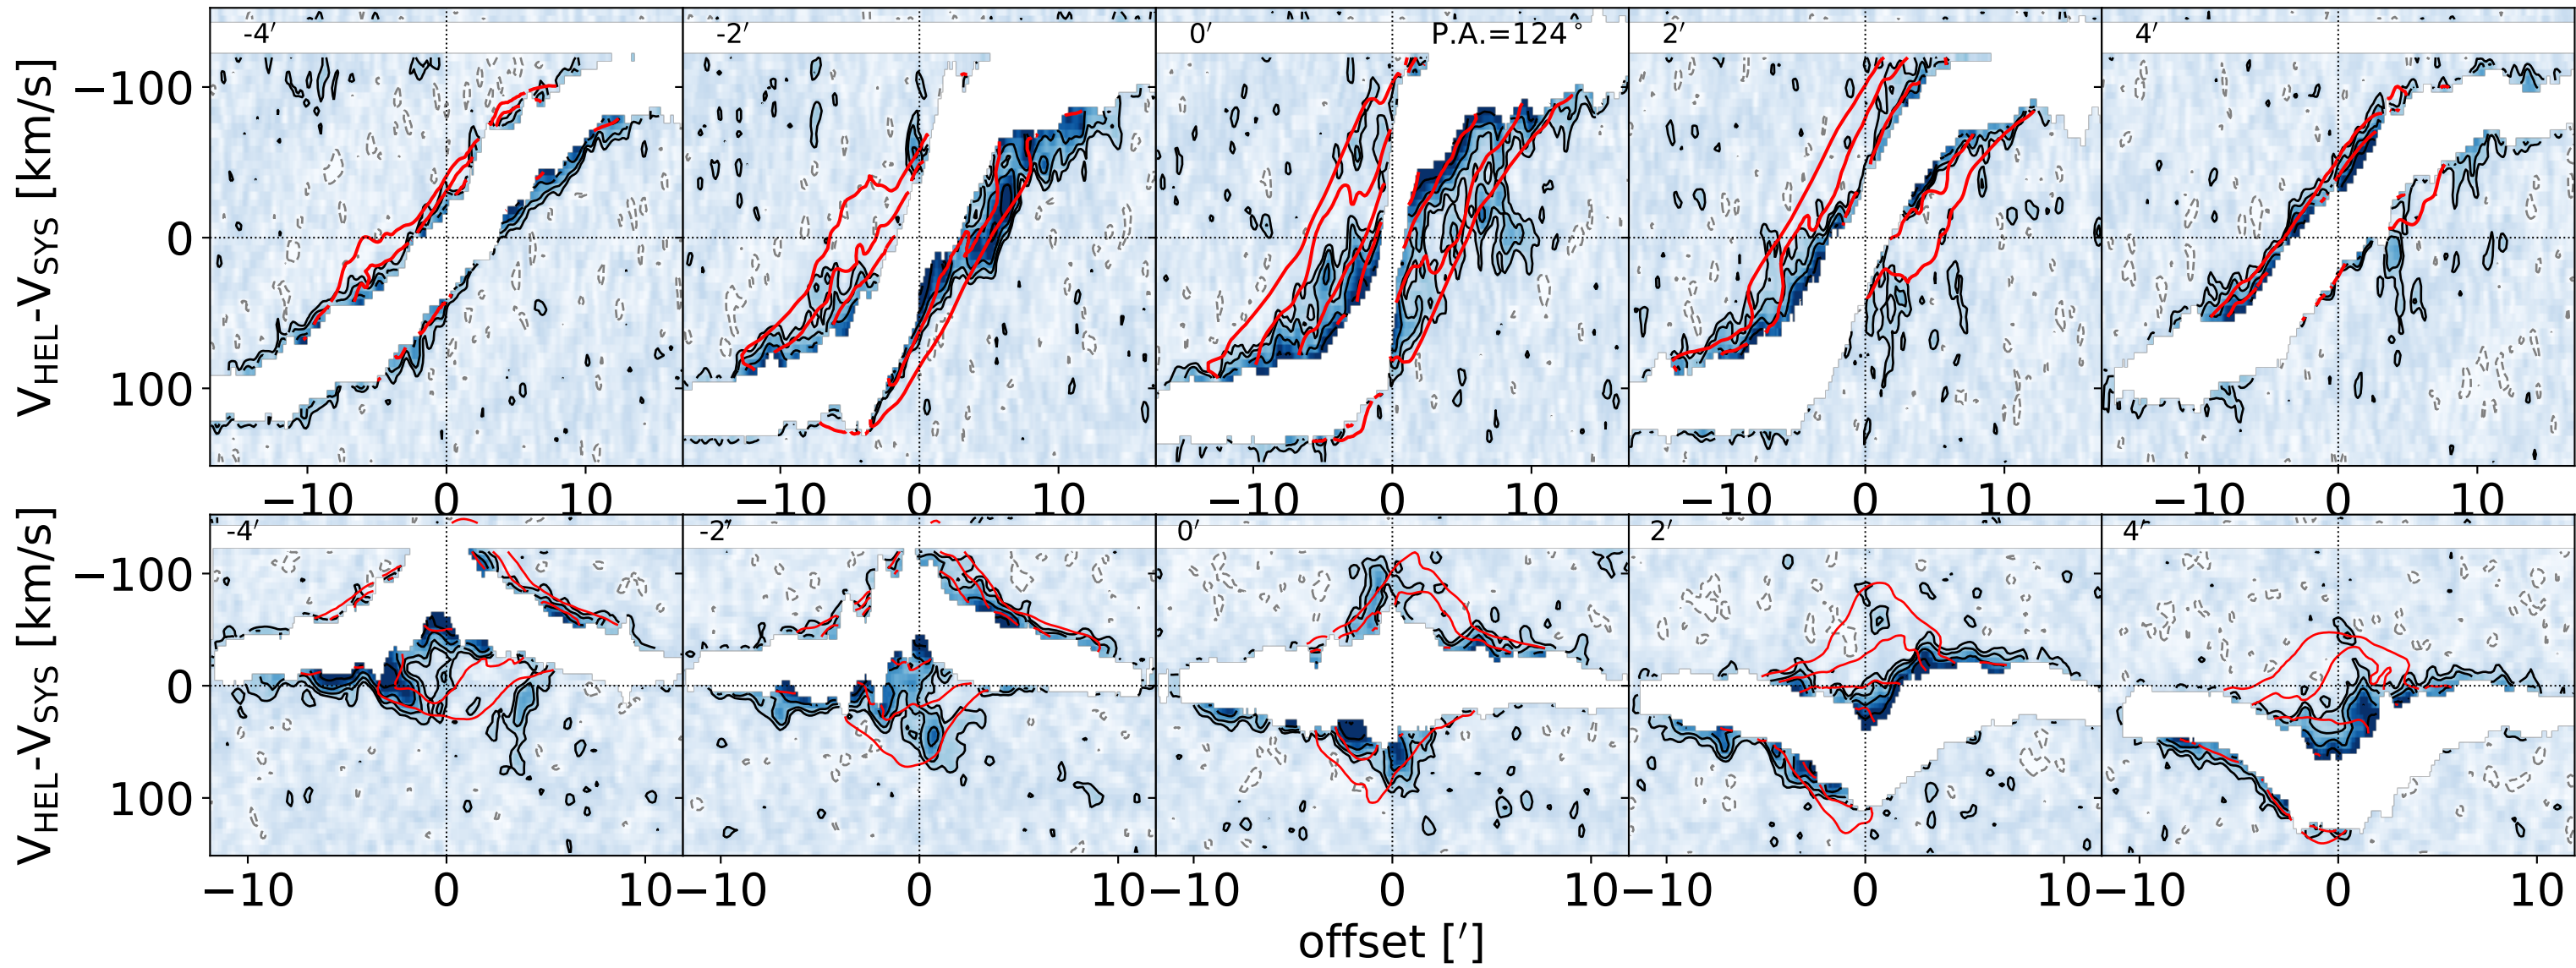 -4′ -2′ 0′ P.A.=124° 2′ 4′
V_HEL-V_SYS [km/s]
−100
0
100
−10 0 10 −10 0 10 −10 0 10 −10 0 10 −10 0 10
-4′ -2′ 0′ 2′ 4′
V_HEL-V_SYS [km/s]
−100
0
100
−10 0 10 −10 0 10 −10 0 10 −10 0 10 −10 0 10
offset [′]